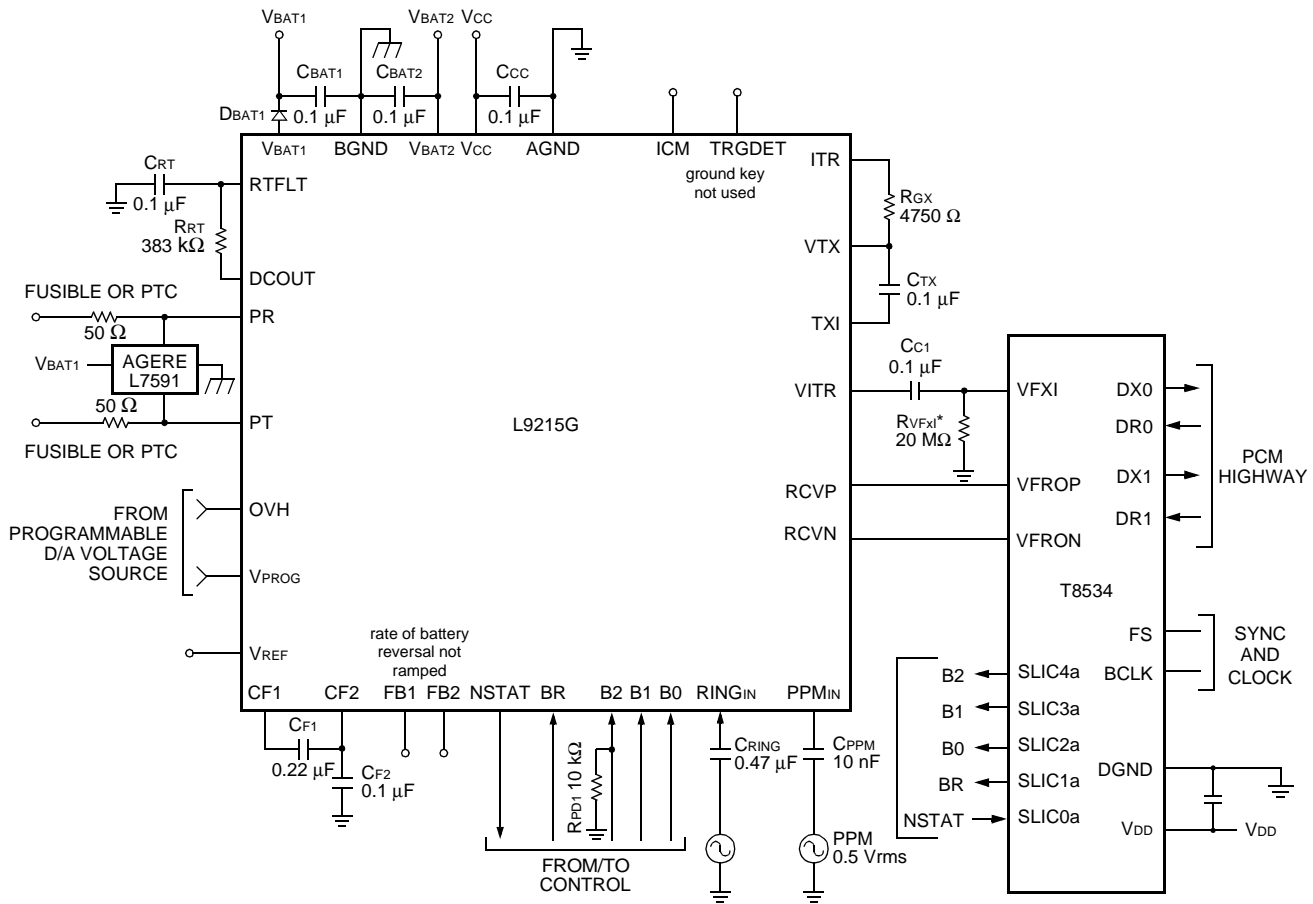 VBAT1
VBAT2
VCC
CBAT1
0.1 µF
CBAT2
0.1 µF
CCC
0.1 µF
DBAT1
VBAT1
BGND
VBAT2
VCC
AGND
ICM
TRGDET
ground key
not used
CRT
0.1 µF
RTFLT
RRT
383 kΩ
DCOUT
FUSIBLE OR PTC
50 Ω
PR
VBAT1
AGERE
L7591
50 Ω
PT
FUSIBLE OR PTC
FROM
PROGRAMMABLE
D/A VOLTAGE
SOURCE
OVH
VPROG
VREF
L9215G
ITR
RGX
4750 Ω
VTX
CTX
0.1 µF
TXI
VITR
CC1
0.1 µF
RVFxI*
20 MΩ
RCVP
RCVN
rate of battery
reversal not
ramped
CF1
CF2
FB1
FB2
NSTAT
BR
B2
B1
B0
RINGIN
PPMIN
CF1
0.22 µF
CF2
0.1 µF
RPD1 10 kΩ
CRING
0.47 µF
CPPM
10 nF
PPM
0.5 Vrms
FROM/TO
CONTROL
VFXI
VFROP
VFRON
T8534
DX0
DR0
DX1
DR1
PCM
HIGHWAY
FS
BCLK
SYNC
AND
CLOCK
B2
SLIC4a
B1
SLIC3a
B0
SLIC2a
BR
SLIC1a
NSTAT
SLIC0a
DGND
VDD
VDD